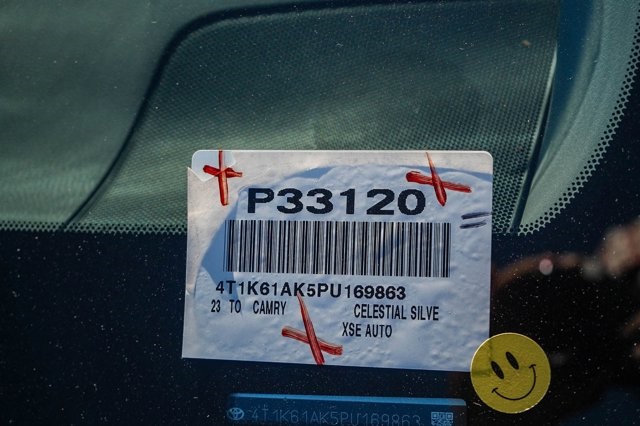 P33120
4T1K61AK5PU169863
23 TO CAMRY CELESTIAL SILVE
XSE AUTO
4T1K61AK5PU169863